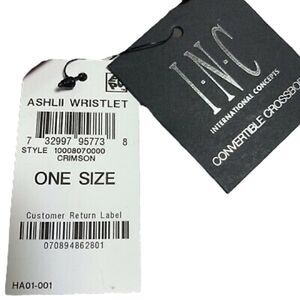 ASHLII WRISTLET
7 32997 95773 8
STYLE 10008070000
CRIMSON
ONE SIZE
Customer Return Label
070894862801
HA01-001
I·N·C
INTERNATIONAL CONCEPTS
CONVERTIBLE CROSSBO